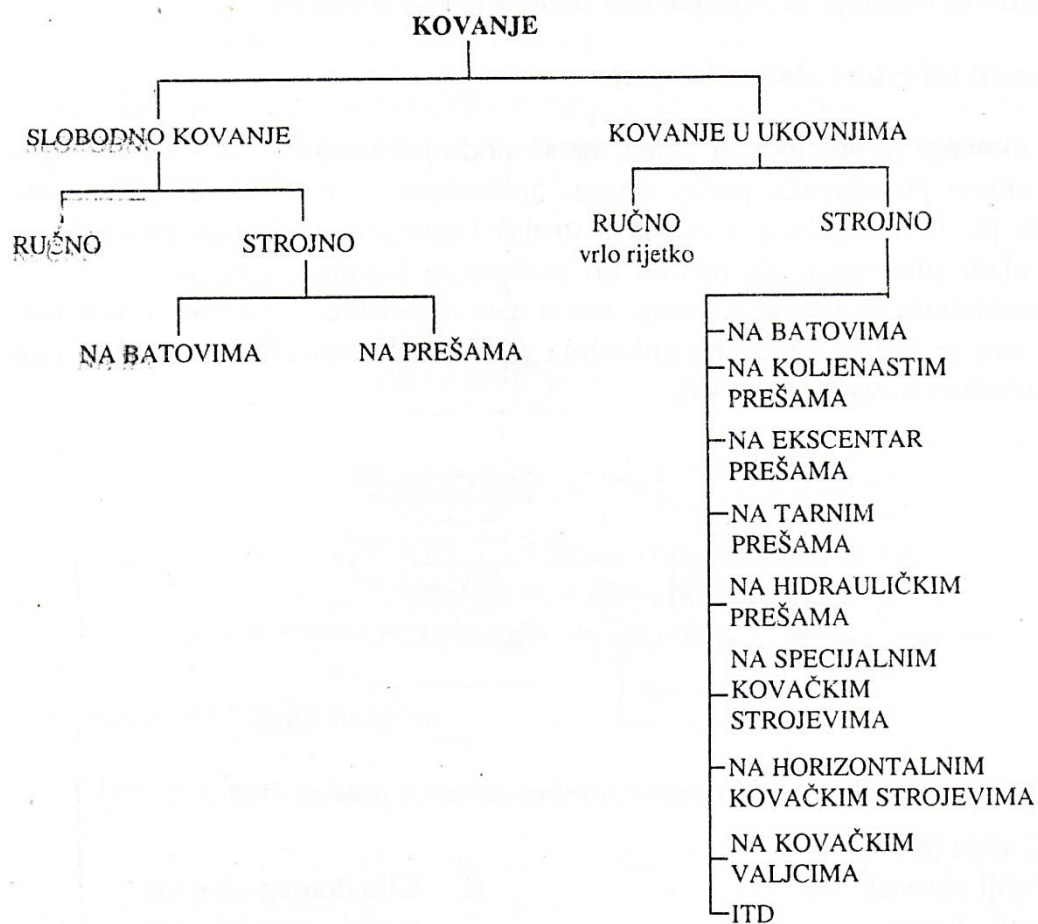 KOVANJE
SLOBODNO KOVANJE
KOVANJE U UKOVNJIMA
RUČNO
STROJNO
RUČNO
vrlo rijetko
STROJNO
NA BATOVIMA
NA PREŠAMA
NA BATOVIMA
NA KOLJENASTIM
PREŠAMA
NA EKSCENTAR
PREŠAMA
NA TARNIM
PREŠAMA
NA HIDRAULIČKIM
PREŠAMA
NA SPECIJALNIM
KOVAČKIM
STROJEVIMA
NA HORIZONTALNIM
KOVAČKIM STROJEVIMA
NA KOVAČKIM
VALJCIMA
ITD